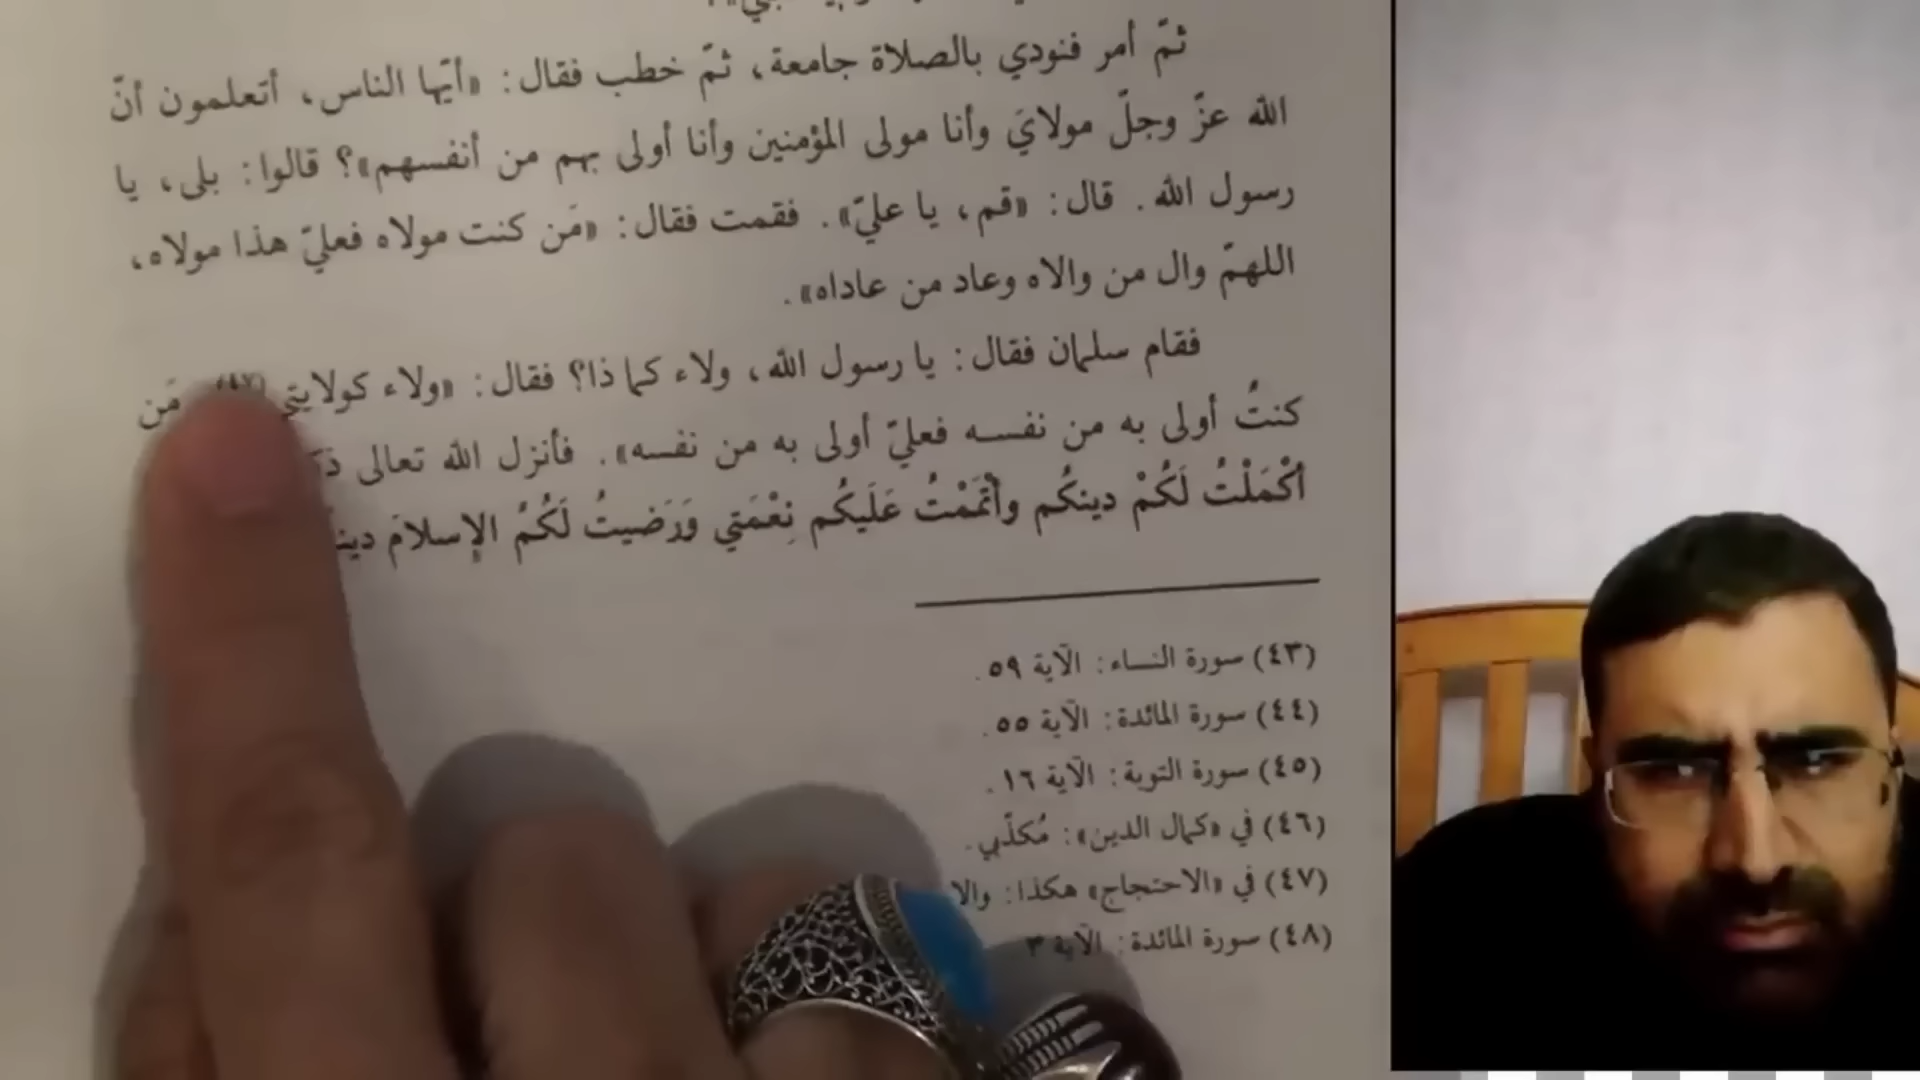 ثمّ أمر فنودي بالصلاة جامعة، ثمّ خطب فقال: «أيّها الناس، أتعلمون أنّ
الله عزّ وجلّ مولايَ وأنا مولى المؤمنين وأنا أولى بهم من أنفسهم»؟ قالوا: بلى، يا
رسول الله. قال: «قم، يا عليّ». فقمت فقال: «مَن كنت مولاه فعليّ هذا مولاه،
اللهمّ وال من والاه وعاد من عاداه».
فقام سلمان فقال: يا رسول الله، ولاء كما ذا؟ فقال: «ولاء كولايتي مَن
كنتُ أولى به من نفسه فعليّ أولى به من نفسه». فأنزل الله تعالى
أكْمَلْتُ لَكُمْ دينكُم وأتْمَمْتُ عَلَيكُم نِعْمَتي وَرَضيتُ لَكُمُ الإسلامَ
(٤٣) سورة النساء: الآية ٥٩.
(٤٤) سورة المائدة: الآية ٥٥.
(٤٥) سورة التوبة: الآية ١٦.
(٤٦) في «كمال الدين»: مُكذّبي.
(٤٧) في «الاحتجاج» هكذا:
(٤٨) سورة المائدة: الآية ٣